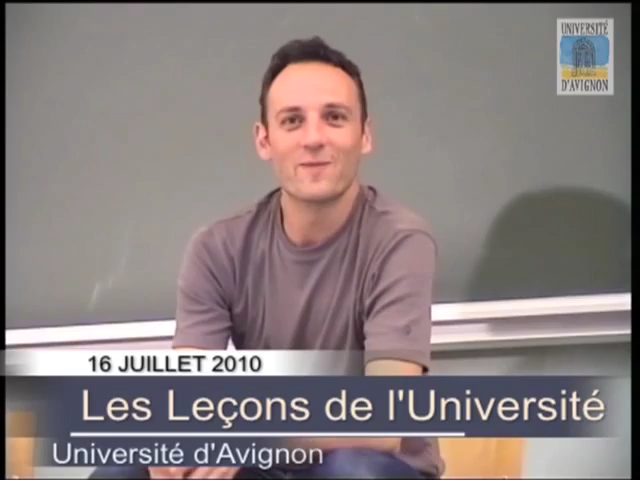 UNIVERSITÉ
D'AVIGNON
16 JUILLET 2010
Les Leçons de l'Université
Université d'Avignon